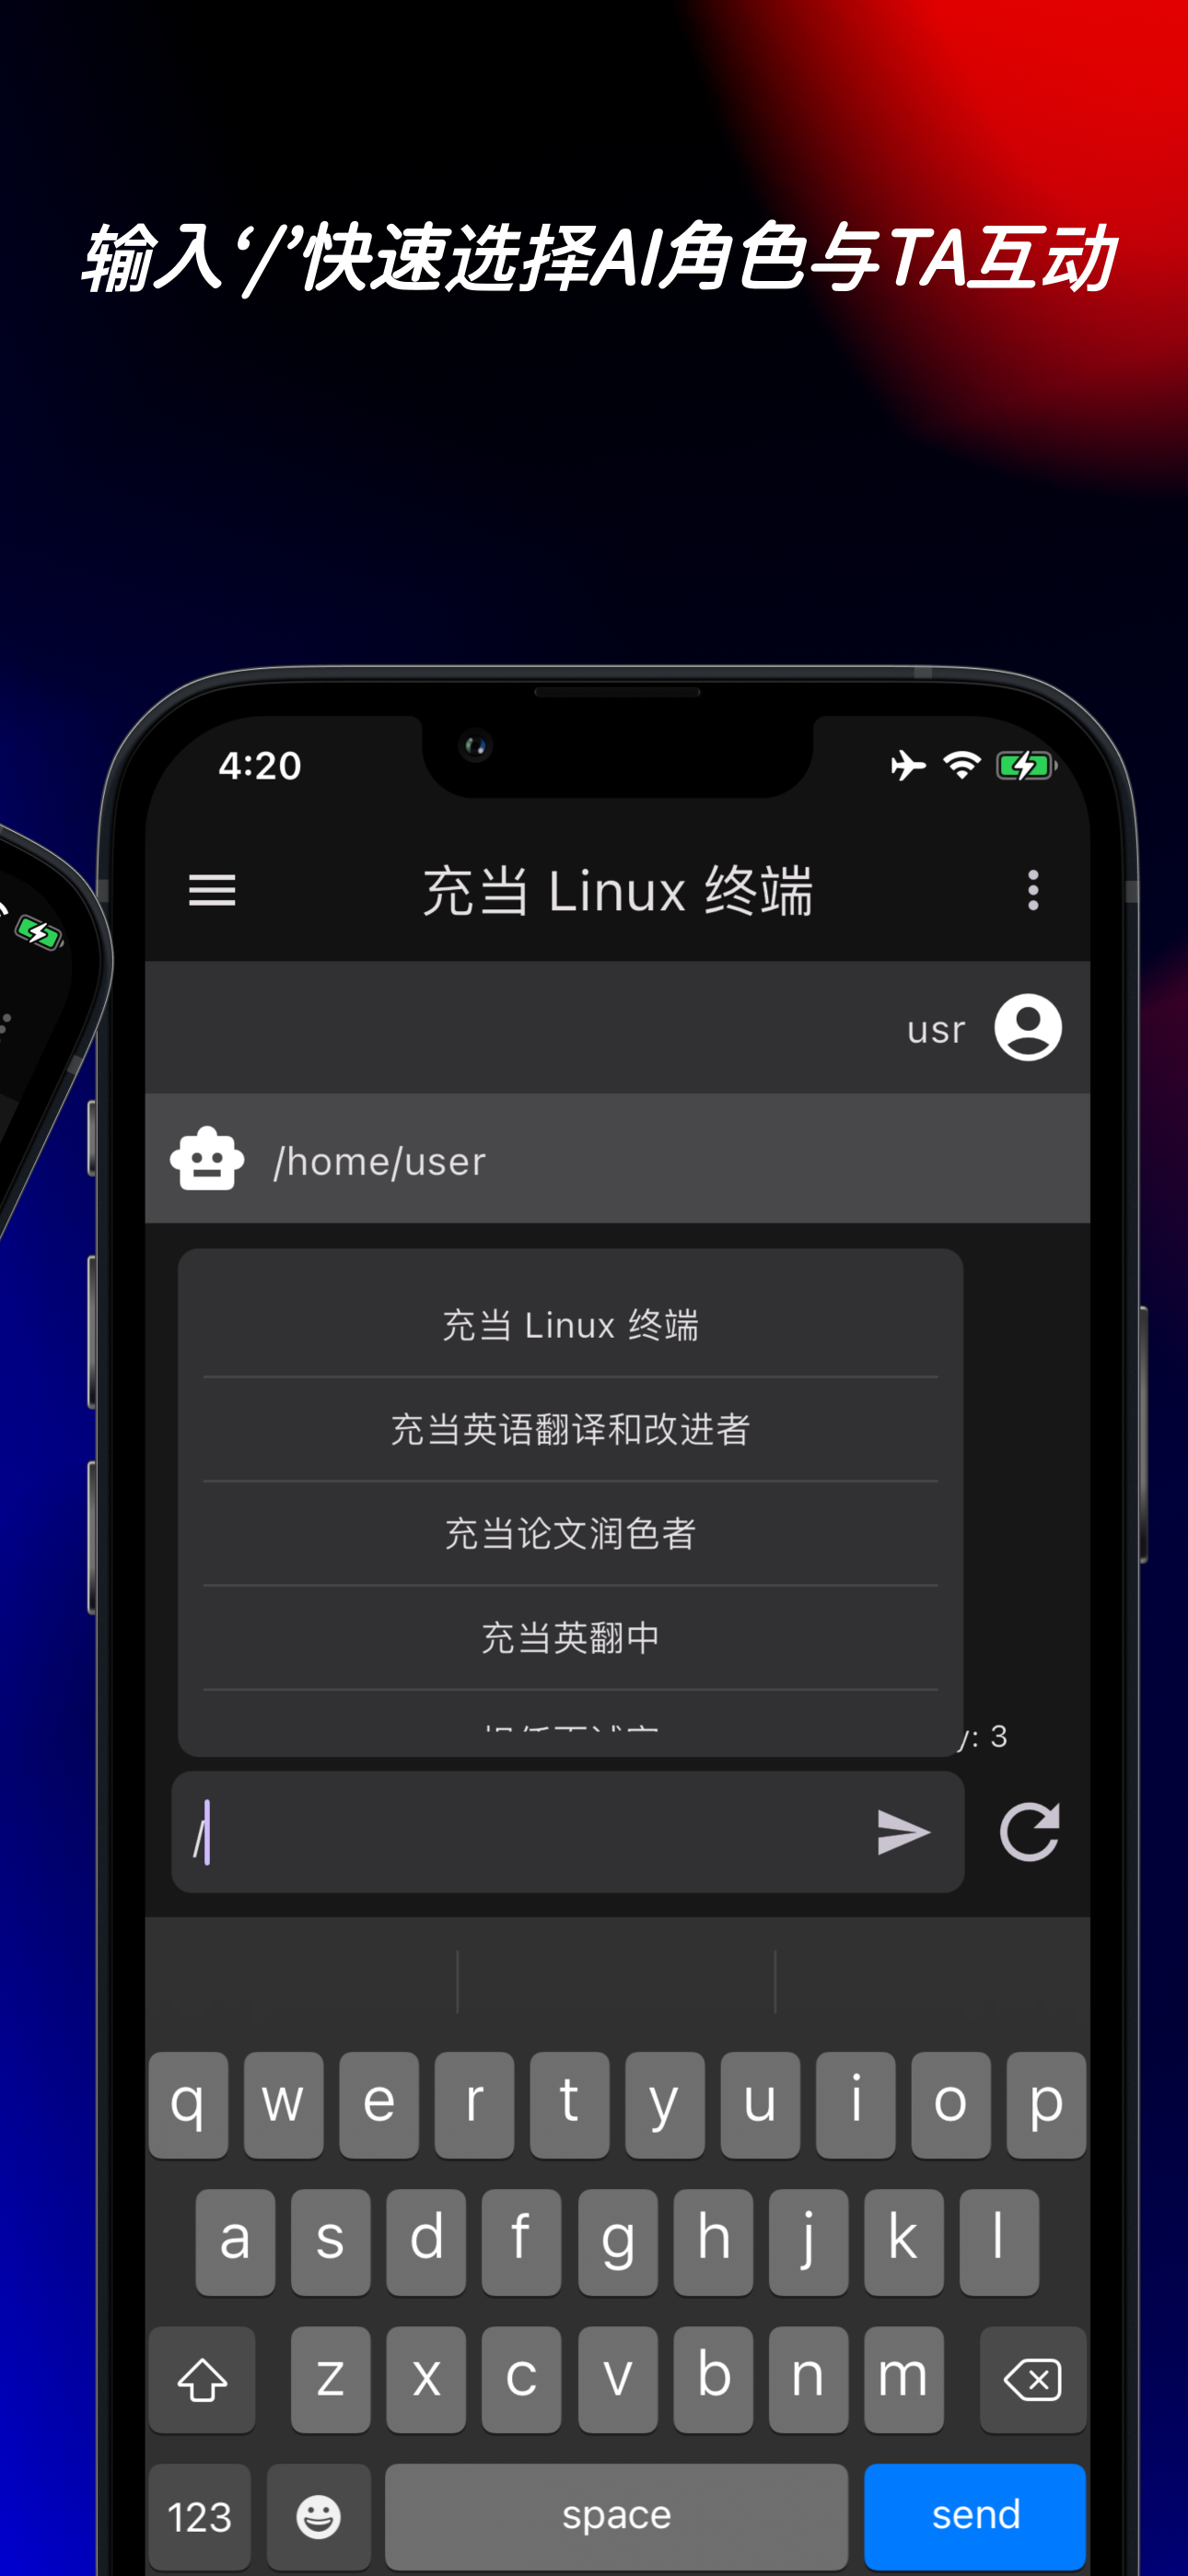 输入‘/’快速选择AI角色与TA互动
4:20
充当 Linux 终端
usr
/home/user
充当 Linux 终端
充当英语翻译和改进者
充当论文润色者
充当英翻中
: 3
/
q w e r t y u i o p
a s d f g h j k l
z x c v b n m
123 space send